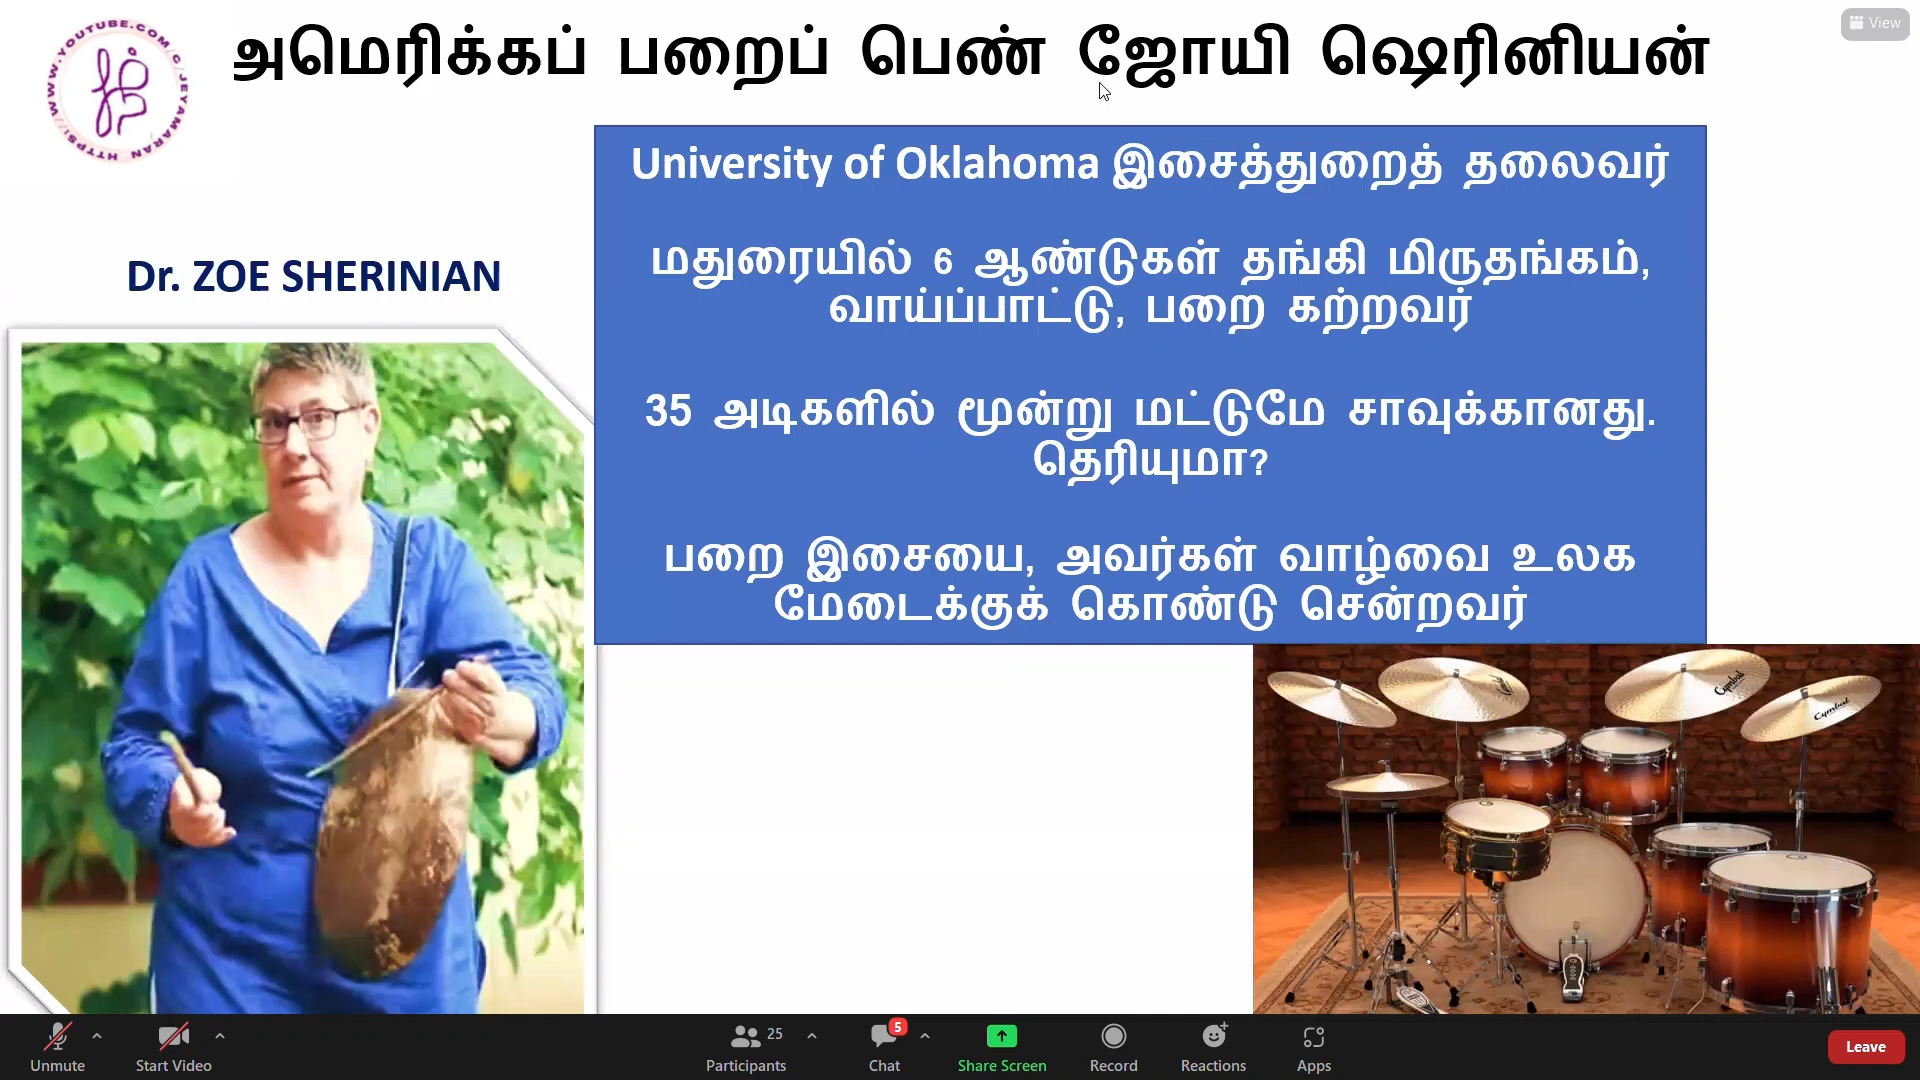 HTTPS://WWW.YOUTUBE.COM/C/JEYAMARAN
அமெரிக்கப் பறைப் பெண் ஜோயி ஷெரினியன்
View
University of Oklahoma இசைத்துறைத் தலைவர்
மதுரையில் 6 ஆண்டுகள் தங்கி மிருதங்கம்,
வாய்ப்பாட்டு, பறை கற்றவர்
35 அடிகளில் மூன்று மட்டுமே சாவுக்கானது.
தெரியுமா?
பறை இசையை, அவர்கள் வாழ்வை உலக
மேடைக்குக் கொண்டு சென்றவர்
Dr. ZOE SHERINIAN
Cymbal
Cymbal
Unmute
Start Video
25
Participants
5
Chat
Share Screen
Record
Reactions
Apps
Leave